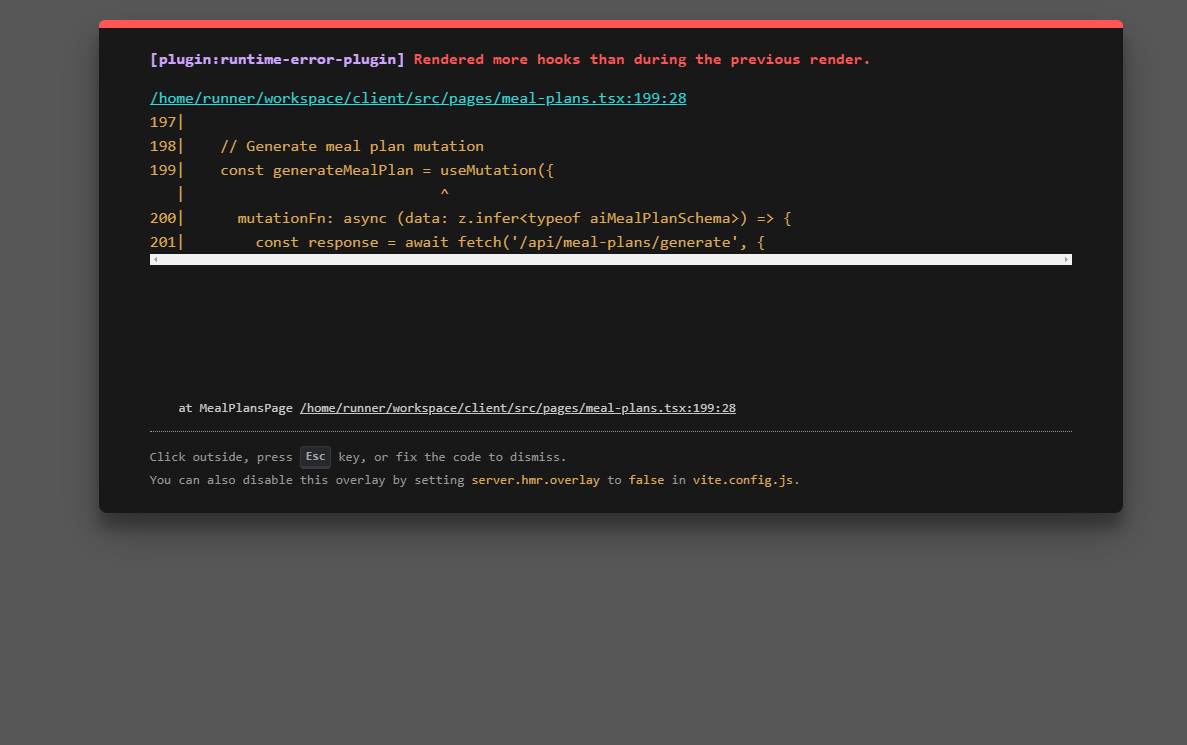 [plugin:runtime-error-plugin] Rendered more hooks than during the previous render.
/home/runner/workspace/client/src/pages/meal-plans.tsx:199:28
197|
198|    // Generate meal plan mutation
199|    const generateMealPlan = useMutation({
   |                             ^
200|      mutationFn: async (data: z.infer<typeof aiMealPlanSchema>) => {
201|        const response = await fetch('/api/meal-plans/generate', {
at MealPlansPage /home/runner/workspace/client/src/pages/meal-plans.tsx:199:28
Click outside, press Esc key, or fix the code to dismiss.
You can also disable this overlay by setting server.hmr.overlay to false in vite.config.js.